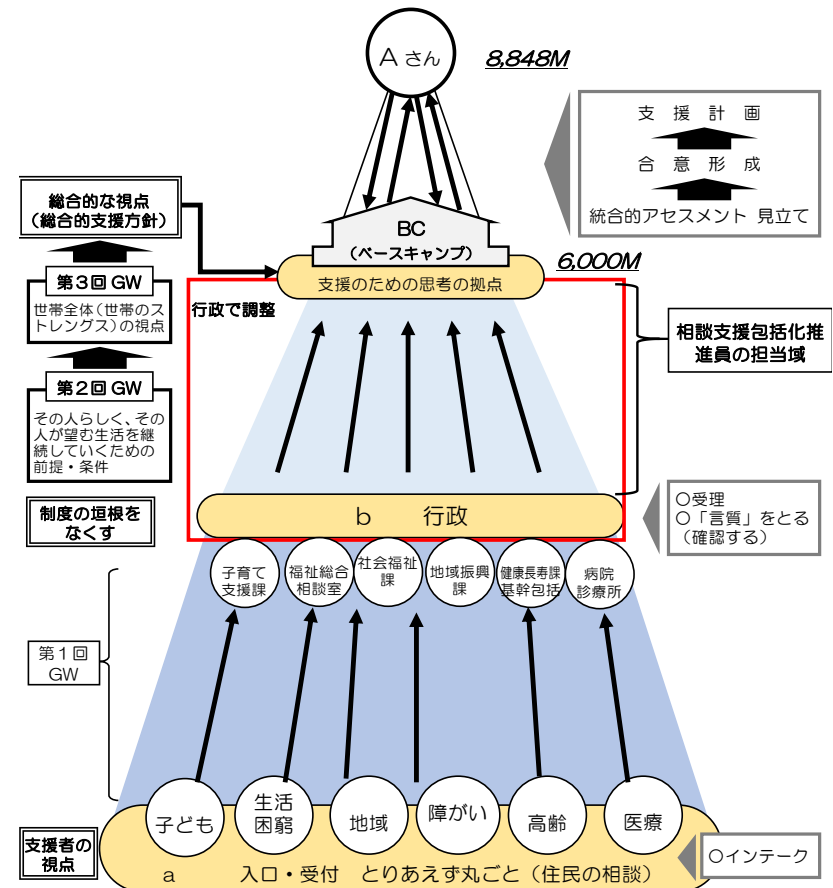 Aさん
8,848M
支援計画
合意形成
統合的アセスメント 見立て
総合的な視点
（総合的支援方針）
BC
（ベースキャンプ）
6,000M
支援のための思考の拠点
第３回 GW
世帯全体（世帯のス
トレングス）の視点
行政で調整
相談支援包括化推
進員の担当域
第２回 GW
その人らしく、その
人が望む生活を継
続していくための
前提・条件
制度の垣根を
なくす
b 行政
○受理
○「言質」をとる
（確認する）
子育て
支援課
福祉総合
相談室
社会福祉
課
地域振興
課
健康長寿課
基幹包括
病院
診療所
第１回
GW
子ども
生活
困窮
地域
障がい
高齢
医療
支援者の
視点
a 入口・受付 とりあえず丸ごと（住民の相談）
○インテーク